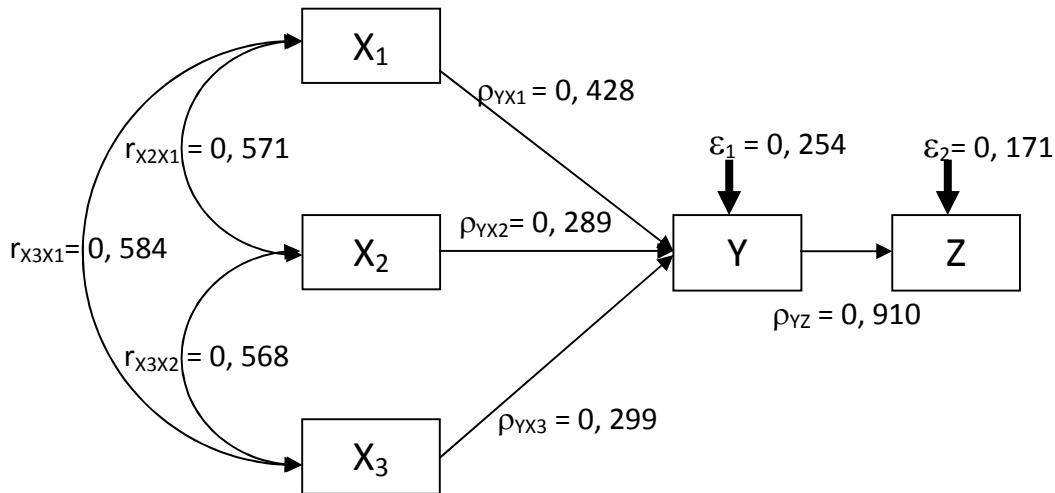 X₁
ρYX1 = 0, 428
rX2X1 = 0, 571
ε1 = 0, 254
ε2= 0, 171
rX3X1= 0, 584
X₂
ρYX2= 0, 289
Y
Z
ρYZ = 0, 910
rX3X2 = 0, 568
ρYX3 = 0, 299
X₃